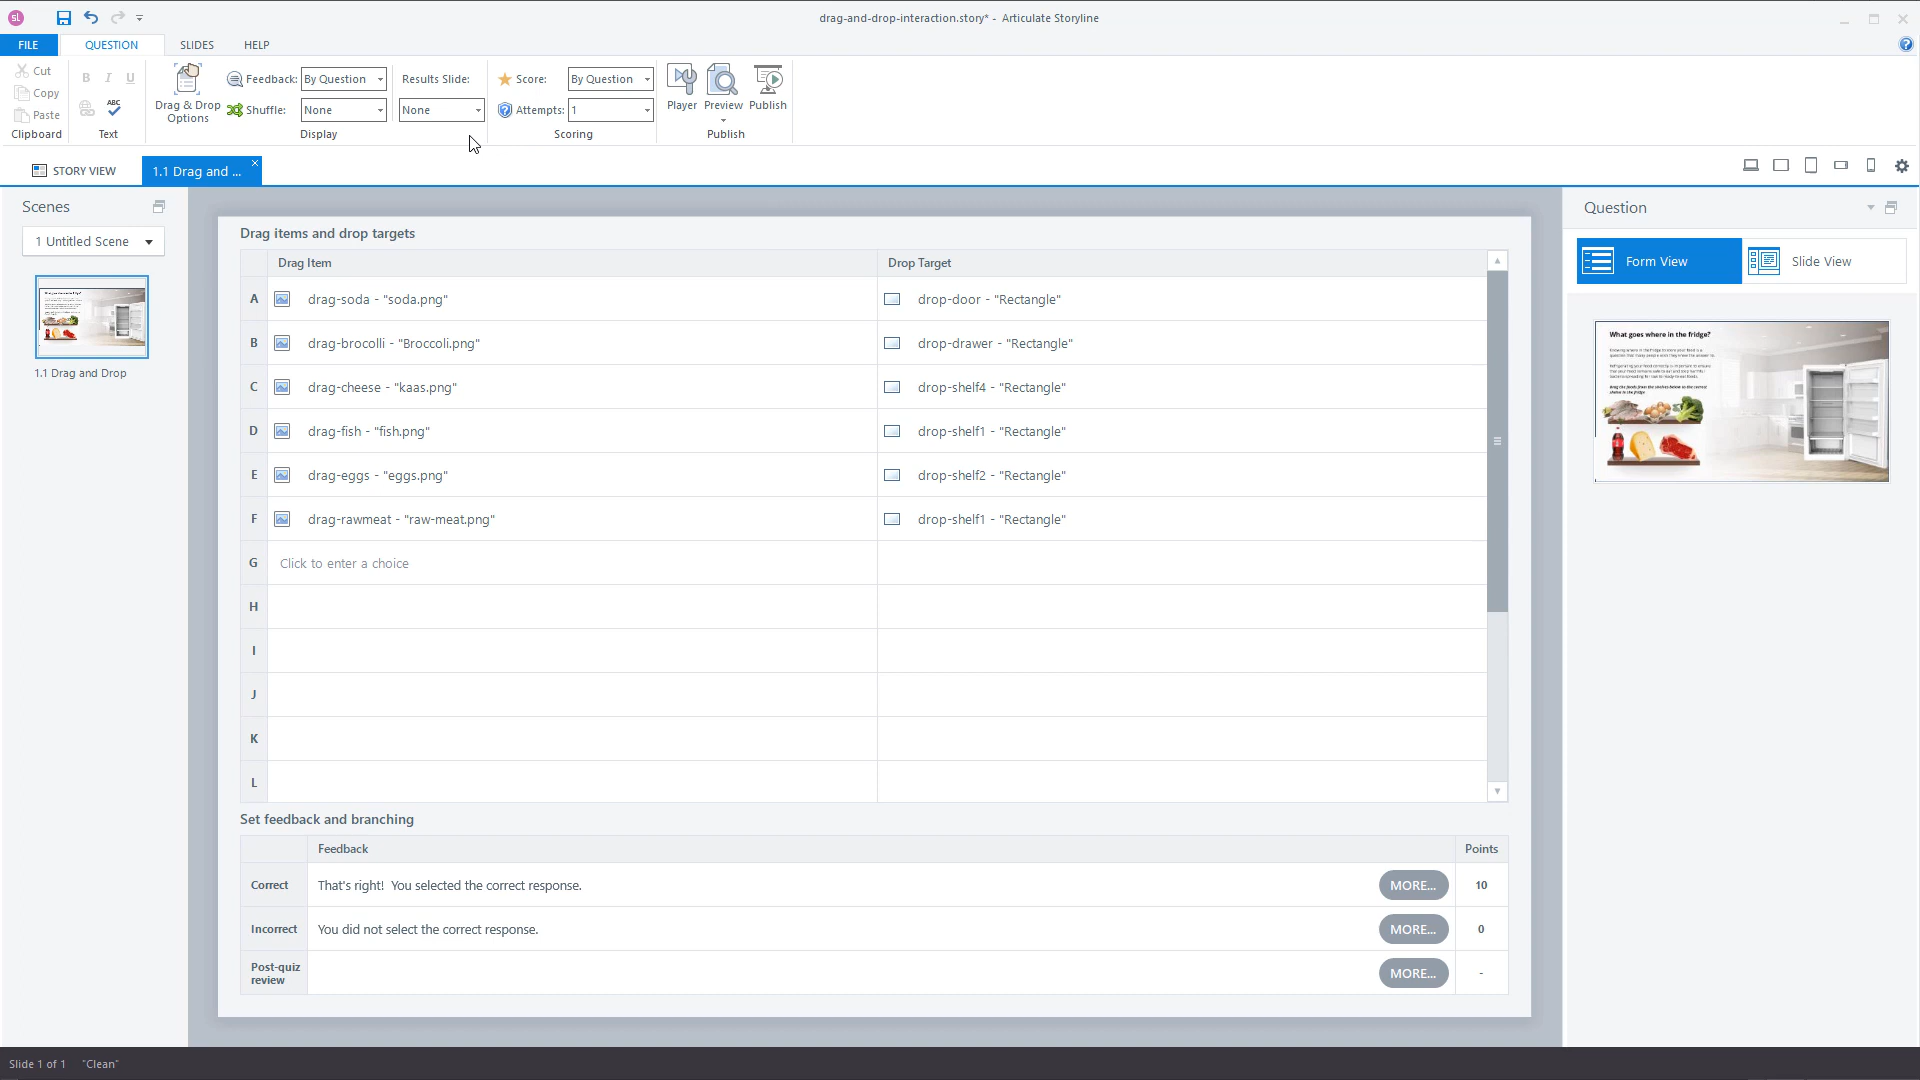 sl
drag-and-drop-interaction.story* - Articulate Storyline
FILE
QUESTION
SLIDES
HELP
?
Cut
Copy
Paste
Clipboard
B I U
ABC
Text
Drag & Drop
Options
Feedback: By Question
Shuffle: None
Display
Results Slide:
None
Score: By Question
Attempts: 1
Scoring
Player
Preview
Publish
Publish
STORY VIEW
1.1 Drag and ...
Scenes
1 Untitled Scene
1.1 Drag and Drop
Drag items and drop targets
Drag Item Drop Target
A drag-soda - "soda.png" drop-door - "Rectangle"
B drag-brocolli - "Broccoli.png" drop-drawer - "Rectangle"
C drag-cheese - "kaas.png" drop-shelf4 - "Rectangle"
D drag-fish - "fish.png" drop-shelf1 - "Rectangle"
E drag-eggs - "eggs.png" drop-shelf2 - "Rectangle"
F drag-rawmeat - "raw-meat.png" drop-shelf1 - "Rectangle"
G Click to enter a choice
H
I
J
K
L
Set feedback and branching
Feedback Points
Correct That's right! You selected the correct response. MORE... 10
Incorrect You did not select the correct response. MORE... 0
Post-quiz
review MORE... -
Question
Form View
Slide View
What goes where in the fridge?
Slide 1 of 1 "Clean"